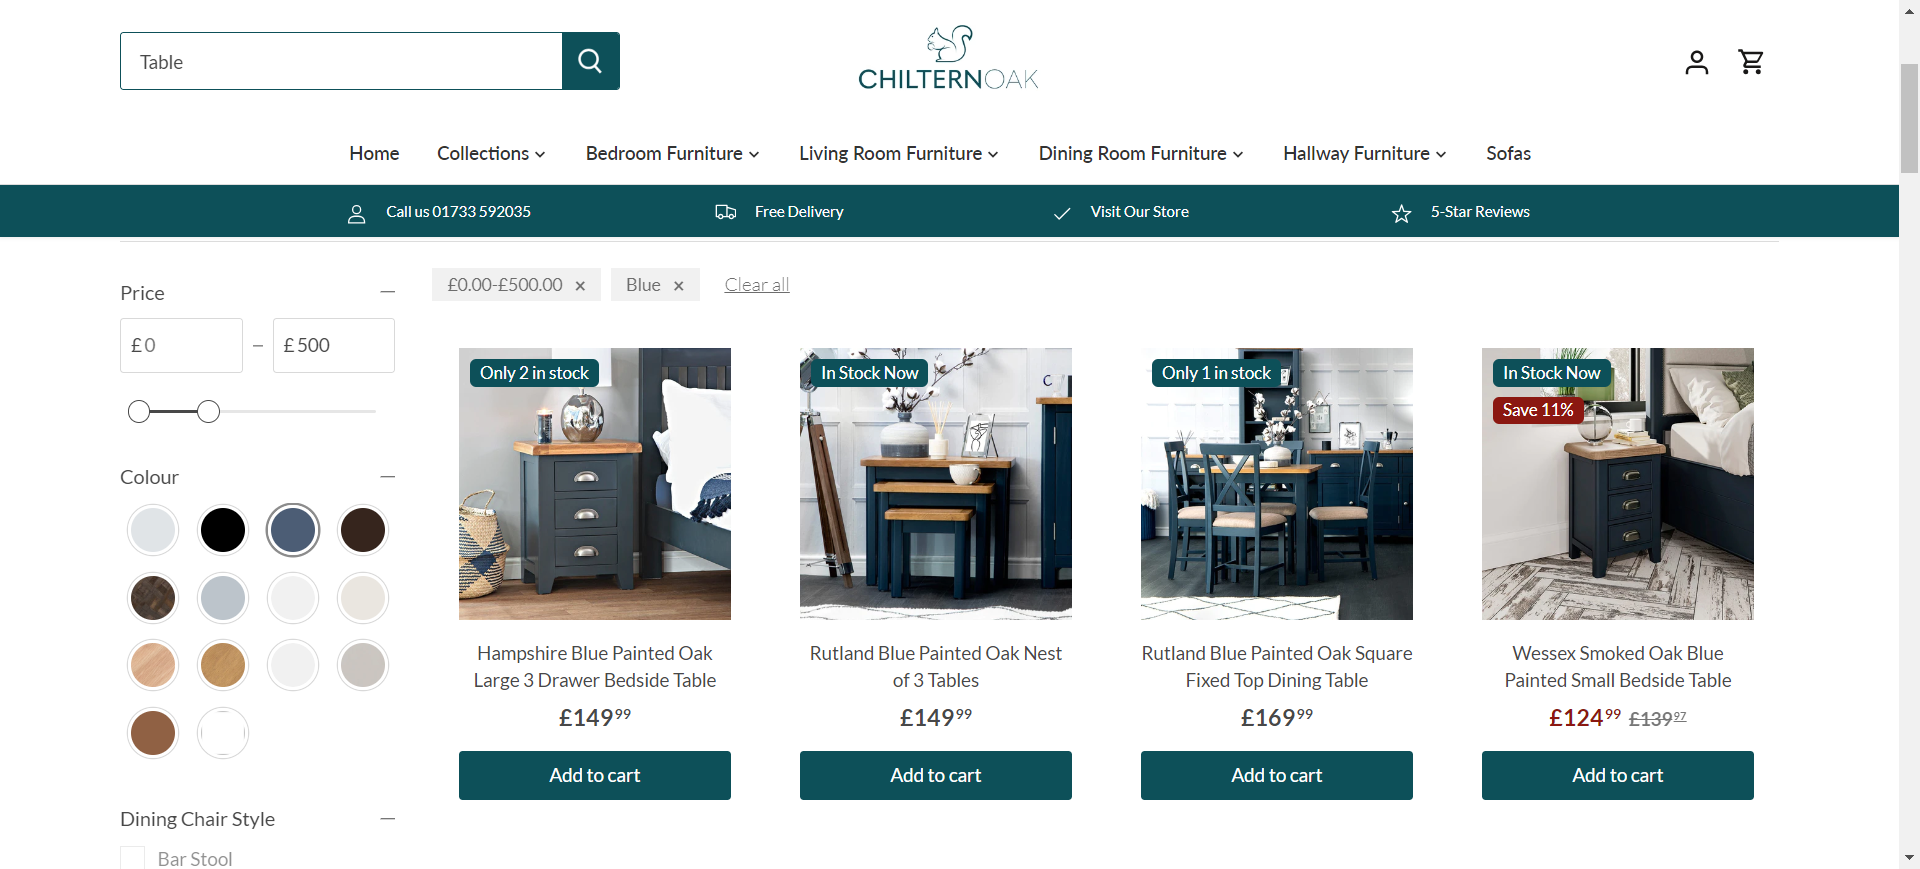 Table
CHILTERNOAK
Home
Collections
Bedroom Furniture
Living Room Furniture
Dining Room Furniture
Hallway Furniture
Sofas
Call us 01733 592035
Free Delivery
Visit Our Store
5-Star Reviews
Price
£ 0
–
£ 500
Colour
Dining Chair Style
Bar Stool
£0.00-£500.00 ×
Blue ×
Clear all
Only 2 in stock
Hampshire Blue Painted Oak
Large 3 Drawer Bedside Table
£149.99
Add to cart
In Stock Now
Rutland Blue Painted Oak Nest
of 3 Tables
£149.99
Add to cart
Only 1 in stock
Rutland Blue Painted Oak Square
Fixed Top Dining Table
£169.99
Add to cart
In Stock Now
Save 11%
Wessex Smoked Oak Blue
Painted Small Bedside Table
£124.99 £139.97
Add to cart